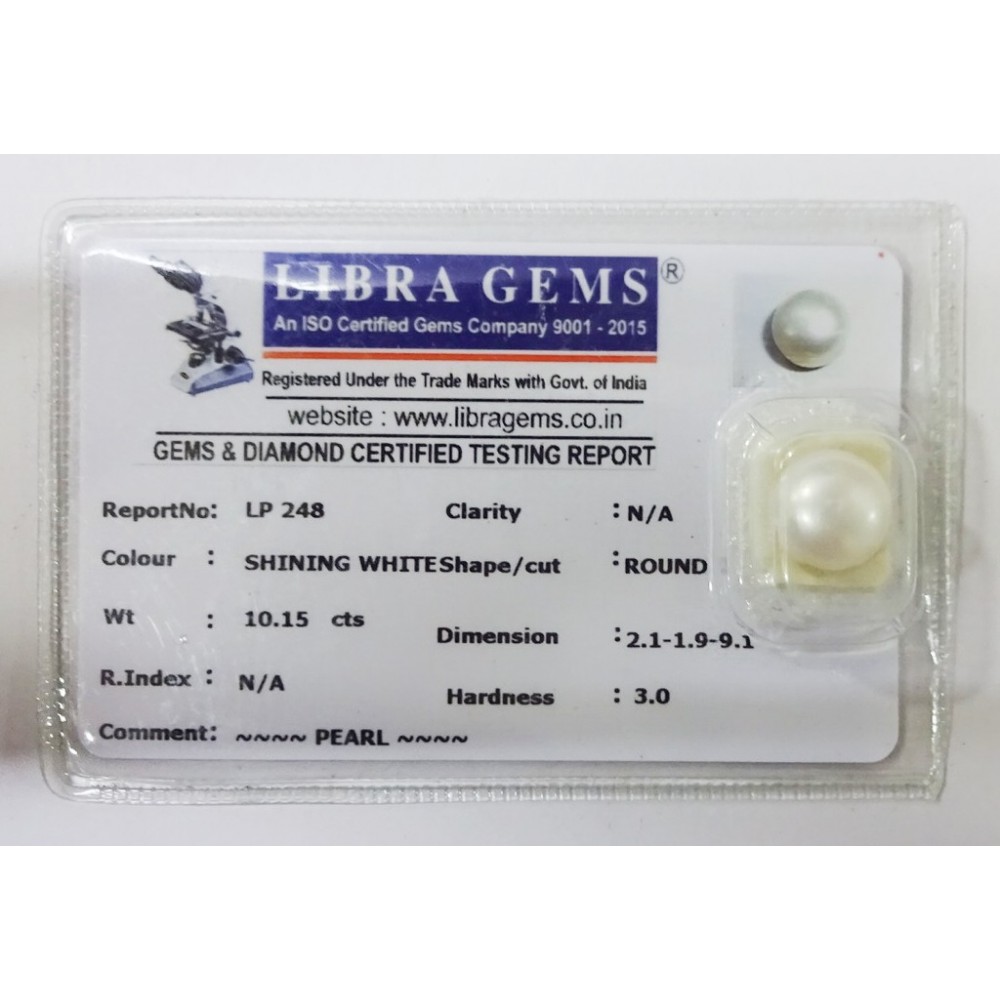 LIBRA GEMS®
An ISO Certified Gems Company 9001 - 2015
Registered Under the Trade Marks with Govt. of India
website : www.libragems.co.in
GEMS & DIAMOND CERTIFIED TESTING REPORT
ReportNo: LP 248 Clarity : N/A
Colour : SHINING WHITE Shape/cut : ROUND
Wt : 10.15 cts Dimension : 2.1-1.9-9.1
R.Index : N/A Hardness : 3.0
Comment: ~~~~ PEARL ~~~~